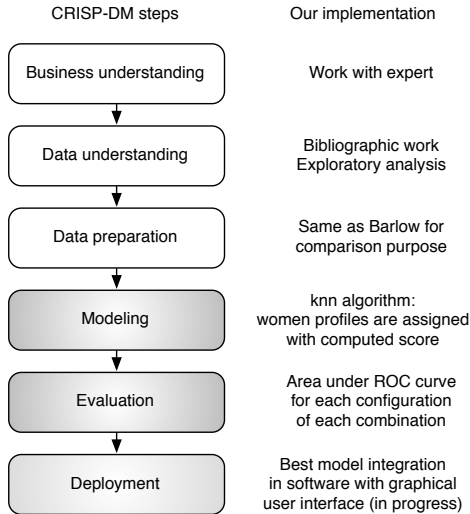 CRISP-DM steps
Our implementation
Business understanding
Work with expert
Data understanding
Bibliographic work
Exploratory analysis
Data preparation
Same as Barlow for
comparison purpose
Modeling
knn algorithm:
women profiles are assigned
with computed score
Evaluation
Area under ROC curve
for each configuration
of each combination
Deployment
Best model integration
in software with graphical
user interface (in progress)